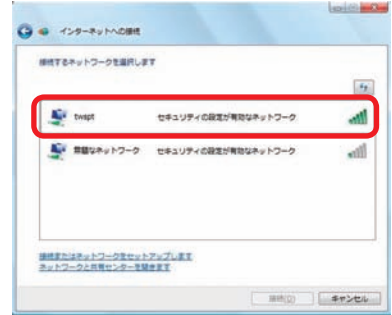 インターネットへの接続
接続するネットワークを選択します
twspt セキュリティの設定が有効なネットワーク
無額なネットワーク セキュリティの設定が有効なネットワーク
接続またはネットワークをセットアップします
ネットワークと共有センターを開きます
接続(O) キャンセル